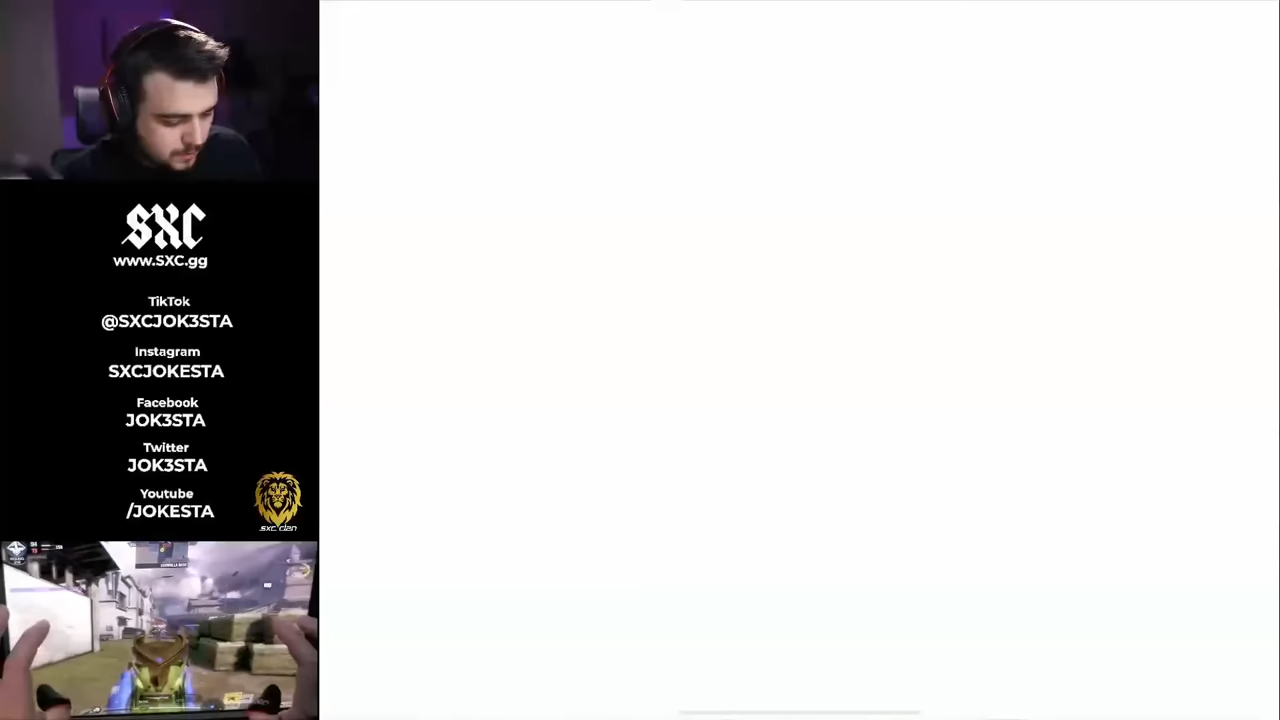 SXC
www.SXC.gg
TikTok
@SXCJOK3STA
Instagram
SXCJOKESTA
Facebook
JOK3STA
Twitter
JOK3STA
Youtube
/JOKESTA
SXC clan